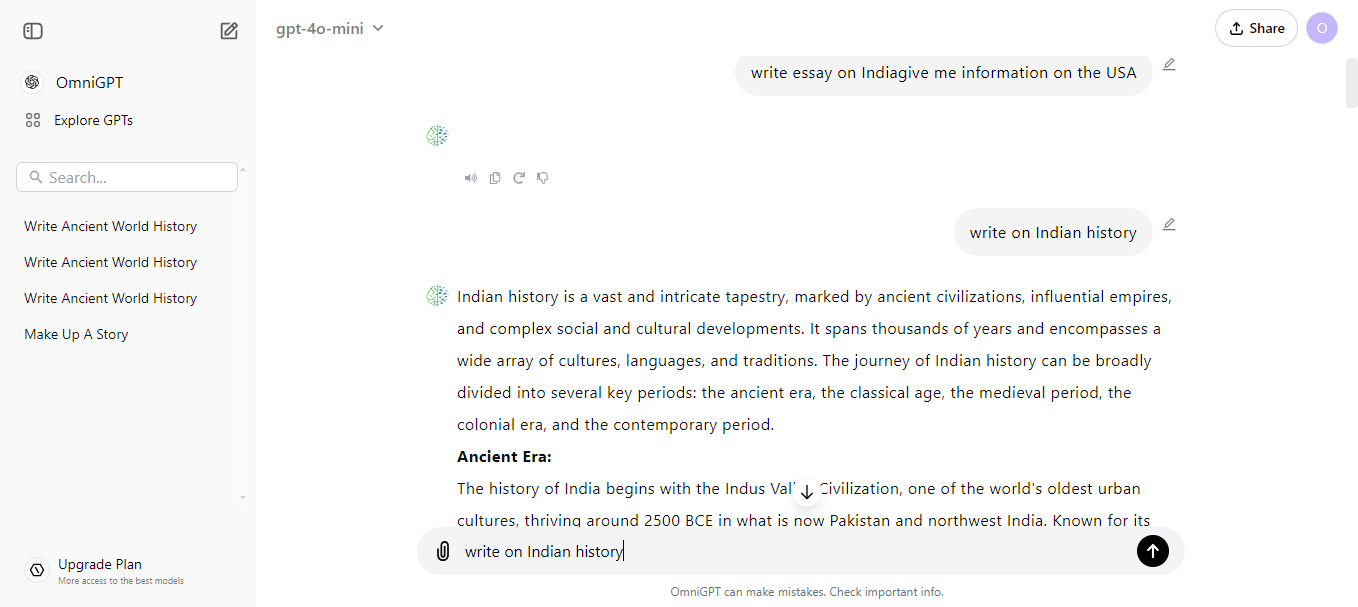 gpt-4o-mini
Share
O
OmniGPT
Explore GPTs
Search...
Write Ancient World History
Write Ancient World History
Write Ancient World History
Make Up A Story
Upgrade Plan
More access to the best models
write essay on Indiagive me information on the USA
write on Indian history
Indian history is a vast and intricate tapestry, marked by ancient civilizations, influential empires,
and complex social and cultural developments. It spans thousands of years and encompasses a
wide array of cultures, languages, and traditions. The journey of Indian history can be broadly
divided into several key periods: the ancient era, the classical age, the medieval period, the
colonial era, and the contemporary period.
Ancient Era:
The history of India begins with the Indus Valley Civilization, one of the world's oldest urban
cultures, thriving around 2500 BCE in what is now Pakistan and northwest India. Known for its
write on Indian history
OmniGPT can make mistakes. Check important info.